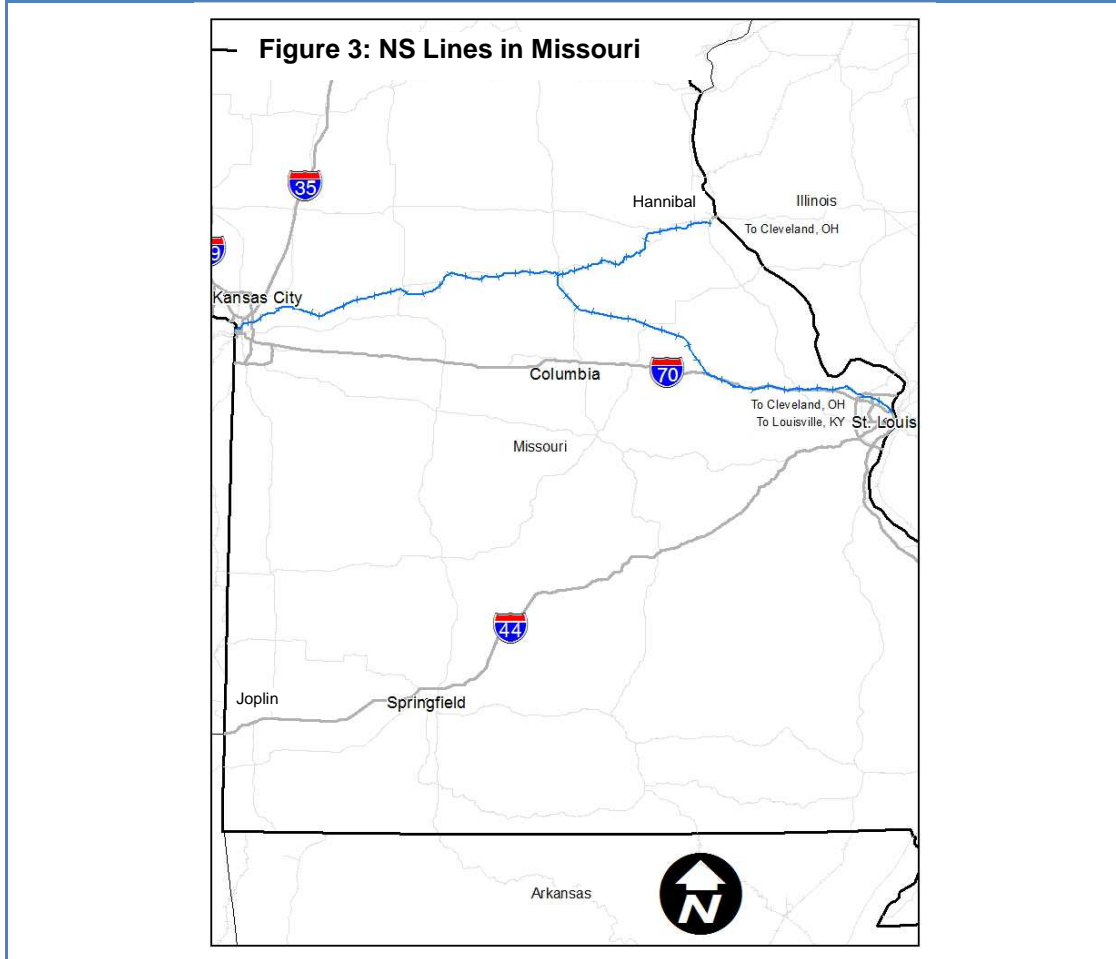 Figure 3: NS Lines in Missouri
35
Hannibal
Illinois
To Cleveland, OH
9
Kansas City
70
Columbia
To Cleveland, OH
To Louisville, KY
St. Louis
Missouri
44
Joplin
Springfield
Arkansas
N